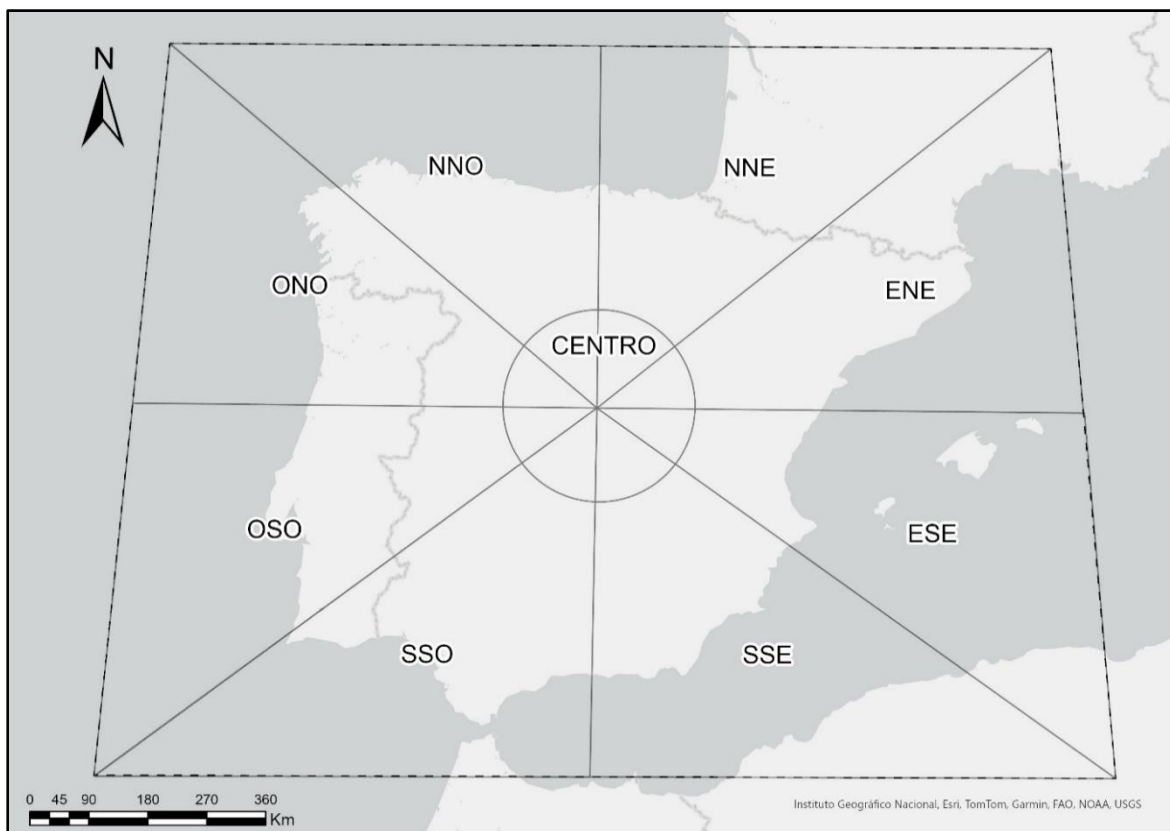 N
NNO
NNE
ONO
ENE
CENTRO
OSO
ESE
SSO
SSE
0 45 90 180 270 360
Km
Instituto Geográfico Nacional, Esri, TomTom, Garmin, FAO, NOAA, USGS